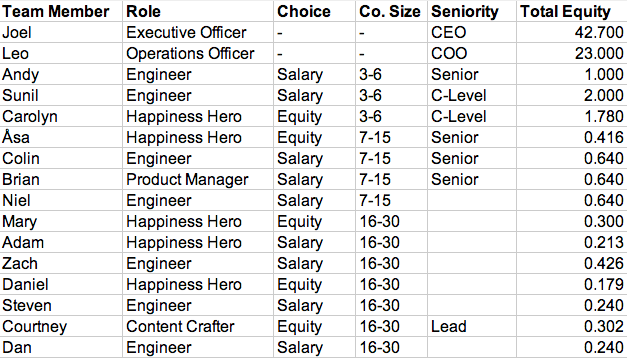 Team Member Role Choice Co. Size Seniority Total Equity
Joel Executive Officer - - CEO 42.700
Leo Operations Officer - - COO 23.000
Andy Engineer Salary 3-6 Senior 1.000
Sunil Engineer Salary 3-6 C-Level 2.000
Carolyn Happiness Hero Equity 3-6 C-Level 1.780
Åsa Happiness Hero Equity 7-15 Senior 0.416
Colin Engineer Salary 7-15 Senior 0.640
Brian Product Manager Salary 7-15 Senior 0.640
Niel Engineer Salary 7-15 0.640
Mary Happiness Hero Equity 16-30 0.300
Adam Happiness Hero Salary 16-30 0.213
Zach Engineer Salary 16-30 0.426
Daniel Happiness Hero Equity 16-30 0.179
Steven Engineer Salary 16-30 0.240
Courtney Content Crafter Equity 16-30 Lead 0.302
Dan Engineer Salary 16-30 0.240